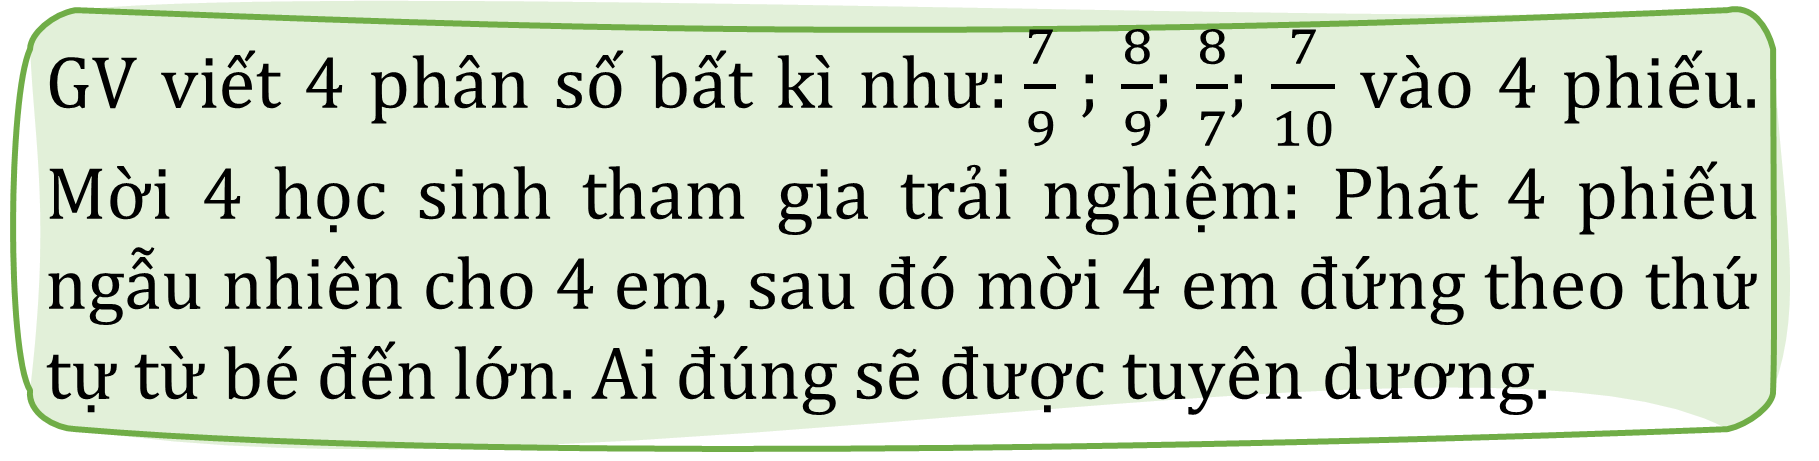 GV viết 4 phân số bất kì như: 7/9 ; 8/9; 8/7; 7/10 vào 4 phiếu.
Mời 4 học sinh tham gia trải nghiệm: Phát 4 phiếu
ngẫu nhiên cho 4 em, sau đó mời 4 em đứng theo thứ
tự từ bé đến lớn. Ai đúng sẽ được tuyên dương.